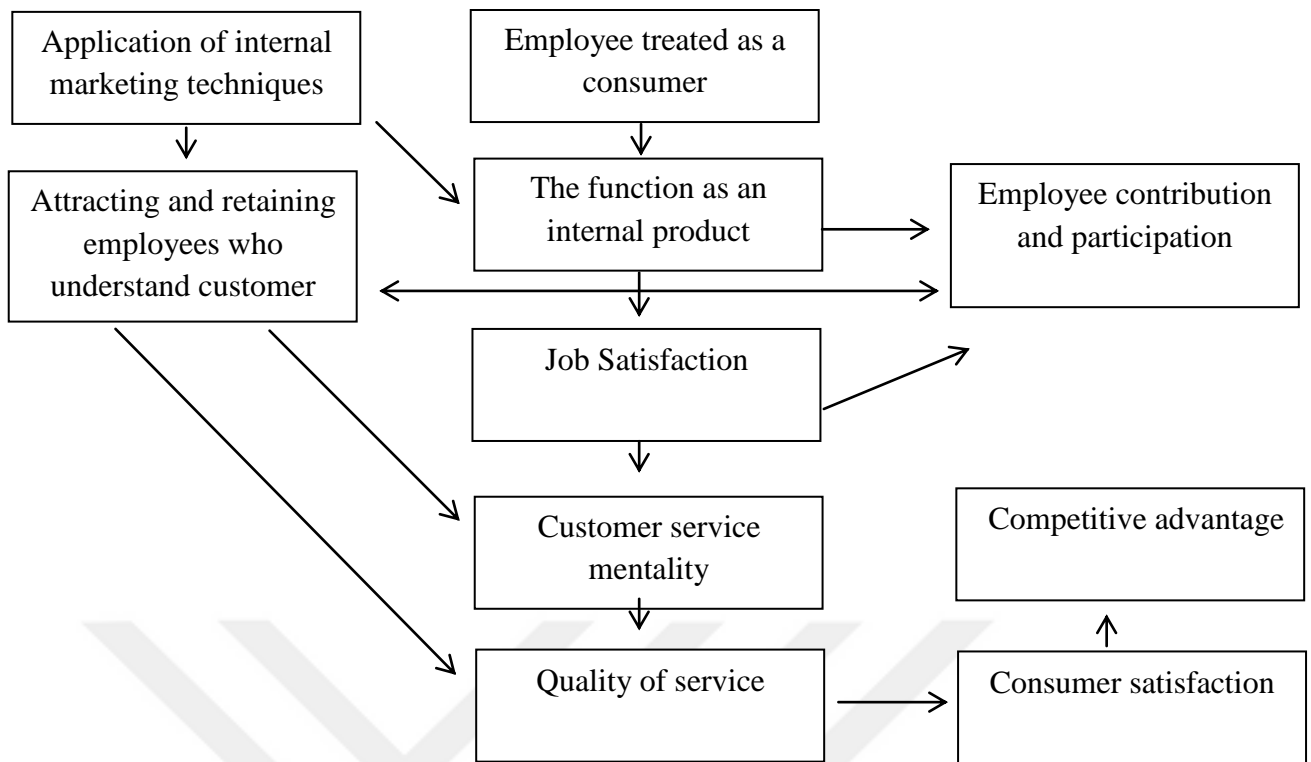 Application of internal
marketing techniques
Employee treated as a
consumer
Attracting and retaining
employees who
understand customer
The function as an
internal product
Employee contribution
and participation
Job Satisfaction
Customer service
mentality
Competitive advantage
Quality of service
Consumer satisfaction